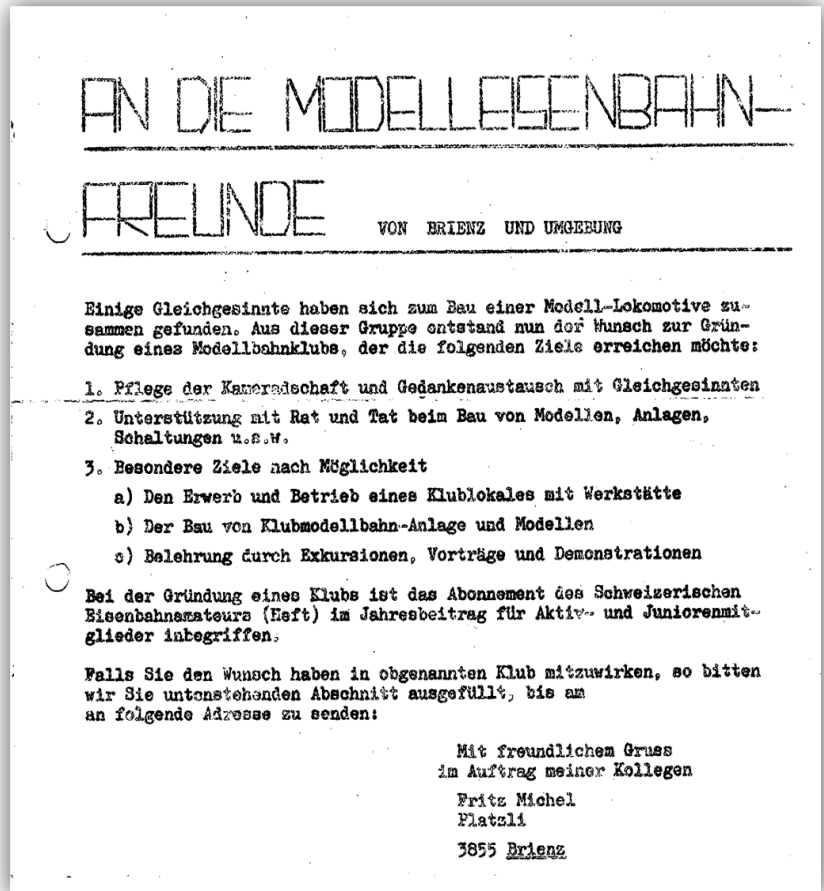 AN DIE MODELLEISENBAHN-
FREUNDE VON BRIENZ UND UMGEBUNG
Einige Gleichgesinnte haben sich zum Bau einer Modell-Lokomotive zu-
sammen gefunden. Aus dieser Gruppe entstand nun der Wunsch zur Grün-
dung eines Modellbahnklubs, der die folgenden Ziele erreichen möchte:
1. Pflege der Kameradschaft und Gedankenaustausch mit Gleichgesinnten
2. Unterstützung mit Rat und Tat beim Bau von Modellen, Anlagen,
Schaltungen u.s.w.
3. Besondere Ziele nach Möglichkeit
a) Den Erwerb und Betrieb eines Klublokales mit Werkstätte
b) Der Bau von Klubmodellbahn-Anlage und Modellen
c) Belehrung durch Exkursionen, Vorträge und Demonstrationen
Bei der Gründung eines Klubs ist das Abonnement des Schweizerischen
Eisenbahnamateurs (Heft) im Jahresbeitrag für Aktiv- und Juniorenmit-
glieder inbegriffen.
Falls Sie den Wunsch haben in obgenannten Klub mitzuwirken, so bitten
wir Sie untenstehenden Abschnitt ausgefüllt, bis am
an folgende Adresse zu senden:
Mit freundlichem Gruss
im Auftrag meiner Kollegen
Fritz Michel
Platzli
3855 Brienz